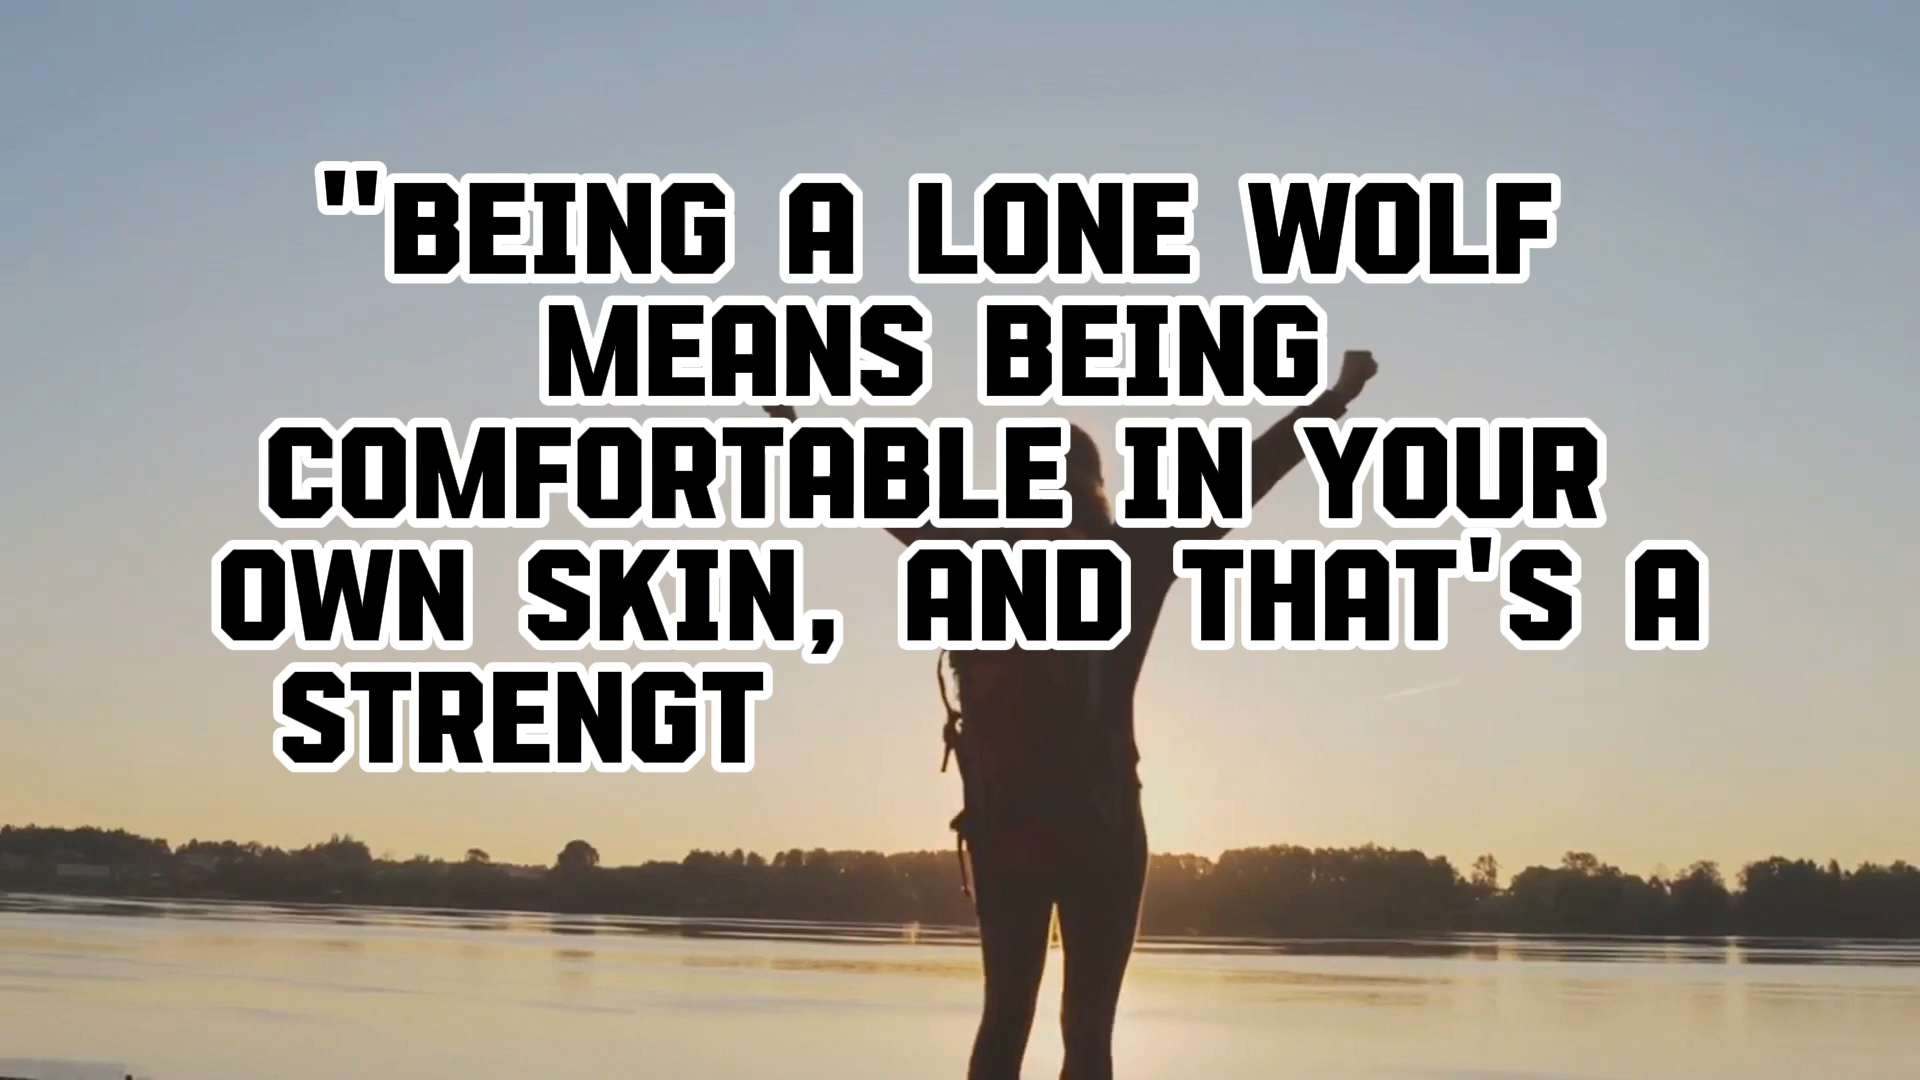 "BEING A LONE WOLF
MEANS BEING
COMFORTABLE IN YOUR
OWN SKIN, AND THAT'S A
STRENGT